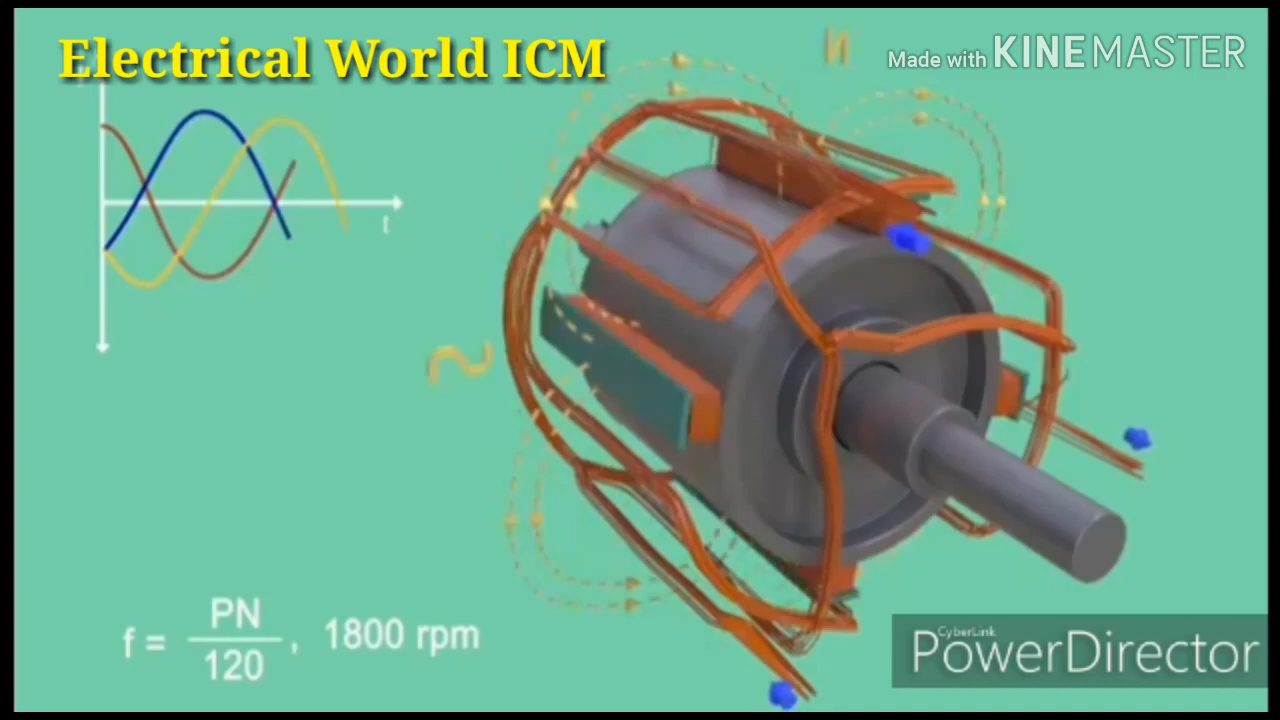 Electrical World ICM
Made with KINEMASTER
N
t
f = PN / 120 , 1800 rpm
CyberLink
PowerDirector